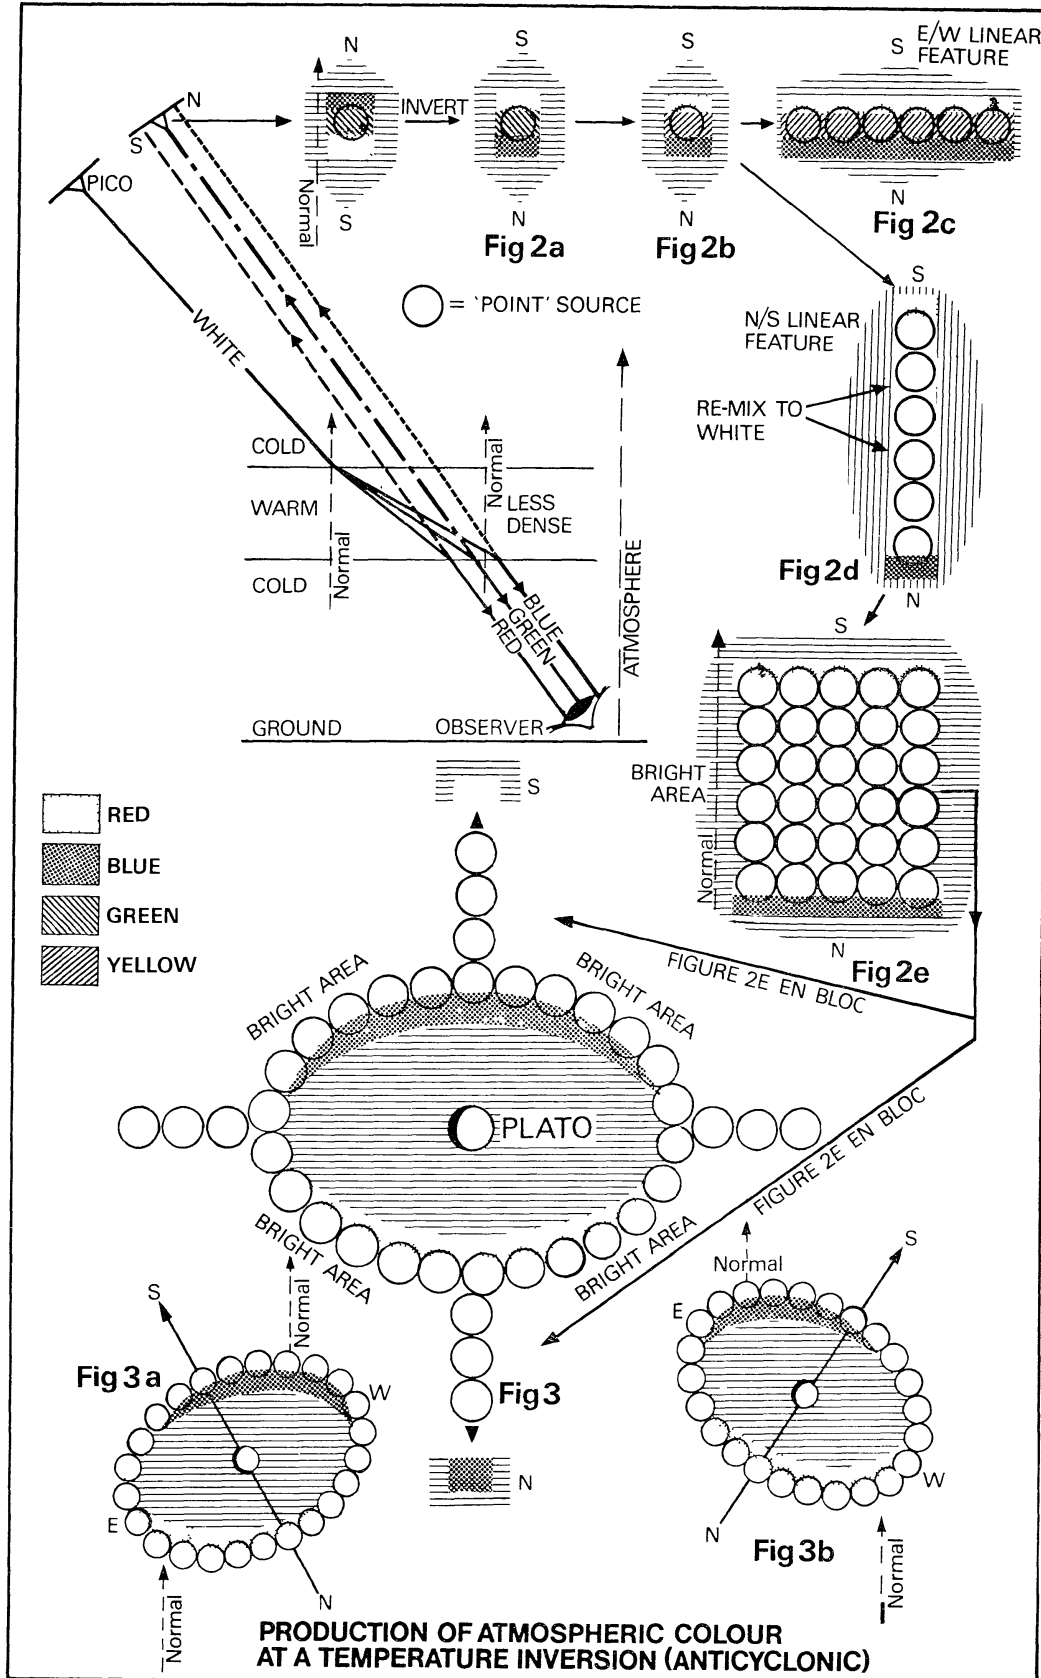 N
S
S
S
E/W LINEAR
FEATURE
N
S
INVERT
PICO
Normal
S
N
N
N
Fig 2a
Fig 2b
Fig 2c
= 'POINT' SOURCE
S
N/S LINEAR
FEATURE
WHITE
RE-MIX TO
WHITE
COLD
Normal
WARM
LESS
DENSE
Normal
COLD
ATMOSPHERE
Fig 2d
N
BLUE
GREEN
RED
S
GROUND
OBSERVER
BRIGHT
AREA
S
Normal
RED
BLUE
GREEN
YELLOW
N
Fig 2e
FIGURE 2E EN BLOC
BRIGHT AREA
BRIGHT AREA
PLATO
FIGURE 2E EN BLOC
BRIGHT AREA
BRIGHT AREA
Normal
S
S
Normal
E
Fig 3a
W
Fig 3
N
E
W
N
Fig 3b
N
Normal
Normal
PRODUCTION OF ATMOSPHERIC COLOUR
AT A TEMPERATURE INVERSION (ANTICYCLONIC)